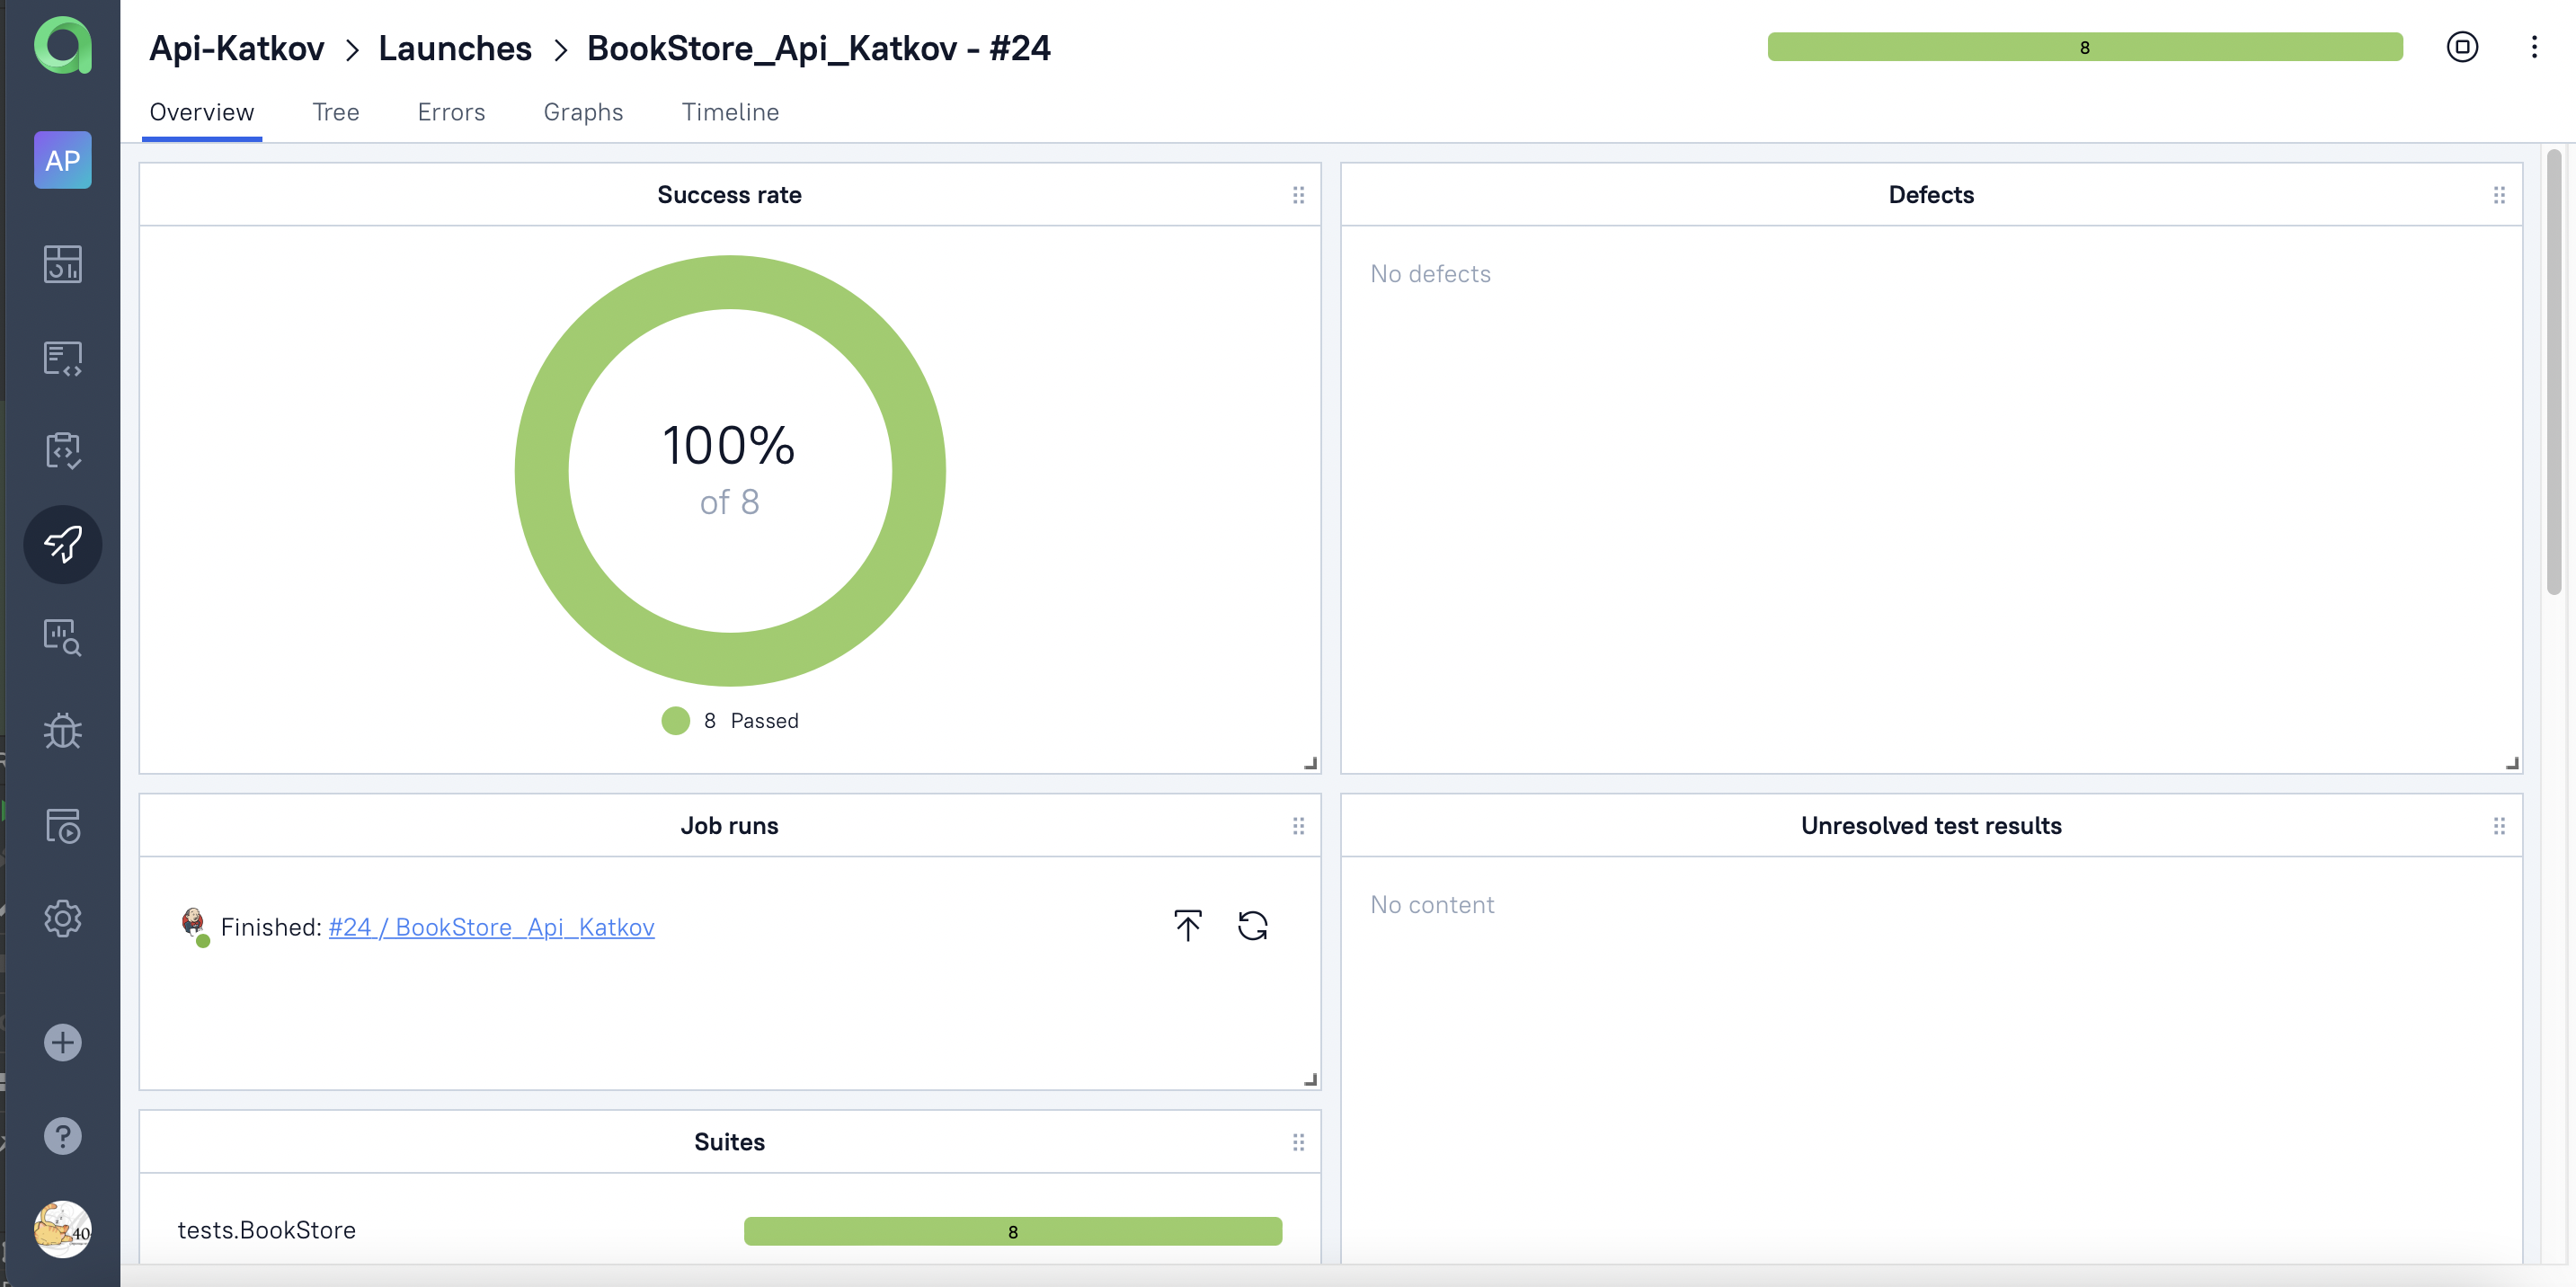 Api-Katkov > Launches > BookStore_Api_Katkov - #24
8
Overview Tree Errors Graphs Timeline
AP
Success rate
100%
of 8
8 Passed
Defects
No defects
Job runs
Finished: #24 / BookStore_Api_Katkov
Unresolved test results
No content
Suites
tests.BookStore
8
?
40